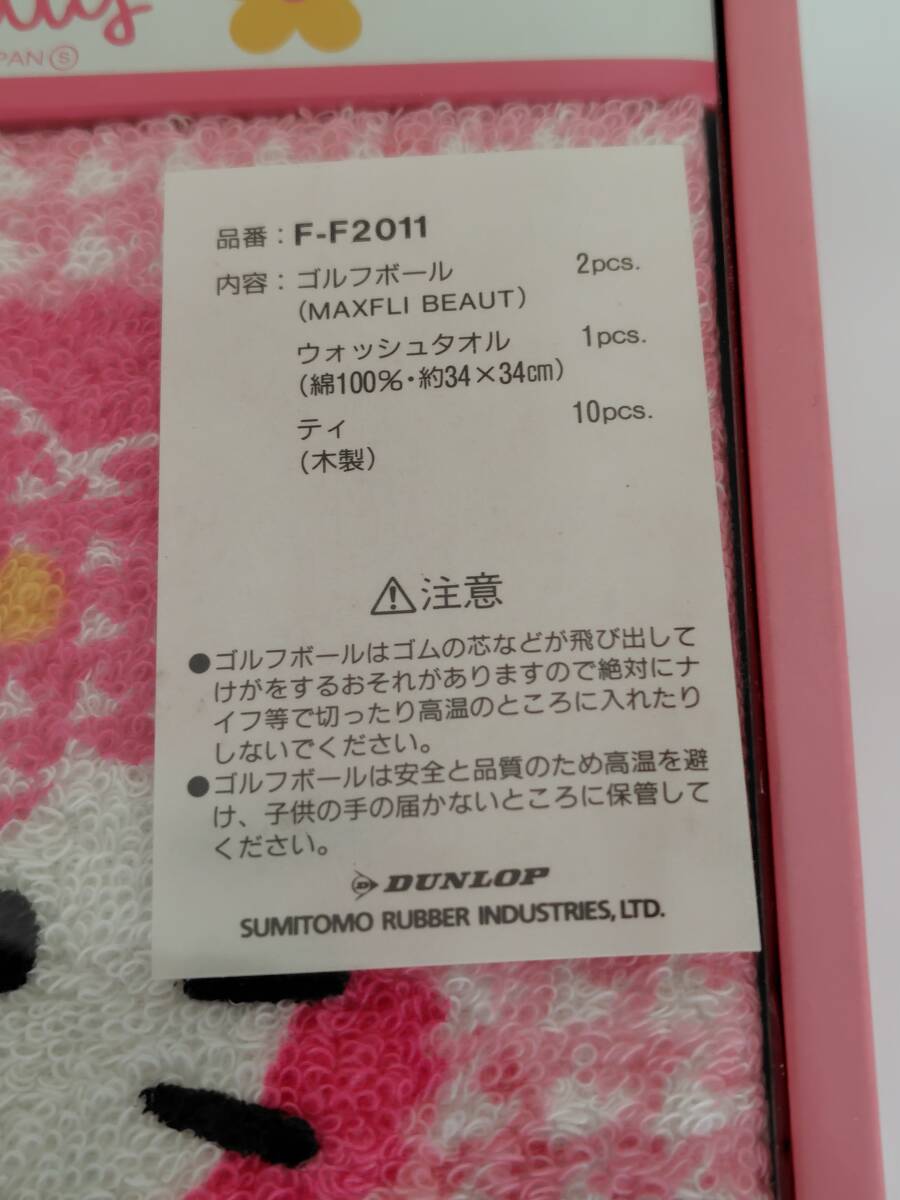 PAN Ⓢ
品番：F-F2011
内容：ゴルフボール 2pcs.
（MAXFLI BEAUT）
ウォッシュタオル 1pcs.
（綿100％・約34×34㎝）
ティ 10pcs.
（木製）
⚠注意
●ゴルフボールはゴムの芯などが飛び出して
けがをするおそれがありますので絶対にナ
イフ等で切ったり高温のところに入れたり
しないでください。
●ゴルフボールは安全と品質のため高温を避
け、子供の手の届かないところに保管して
ください。
DUNLOP
SUMITOMO RUBBER INDUSTRIES, LTD.